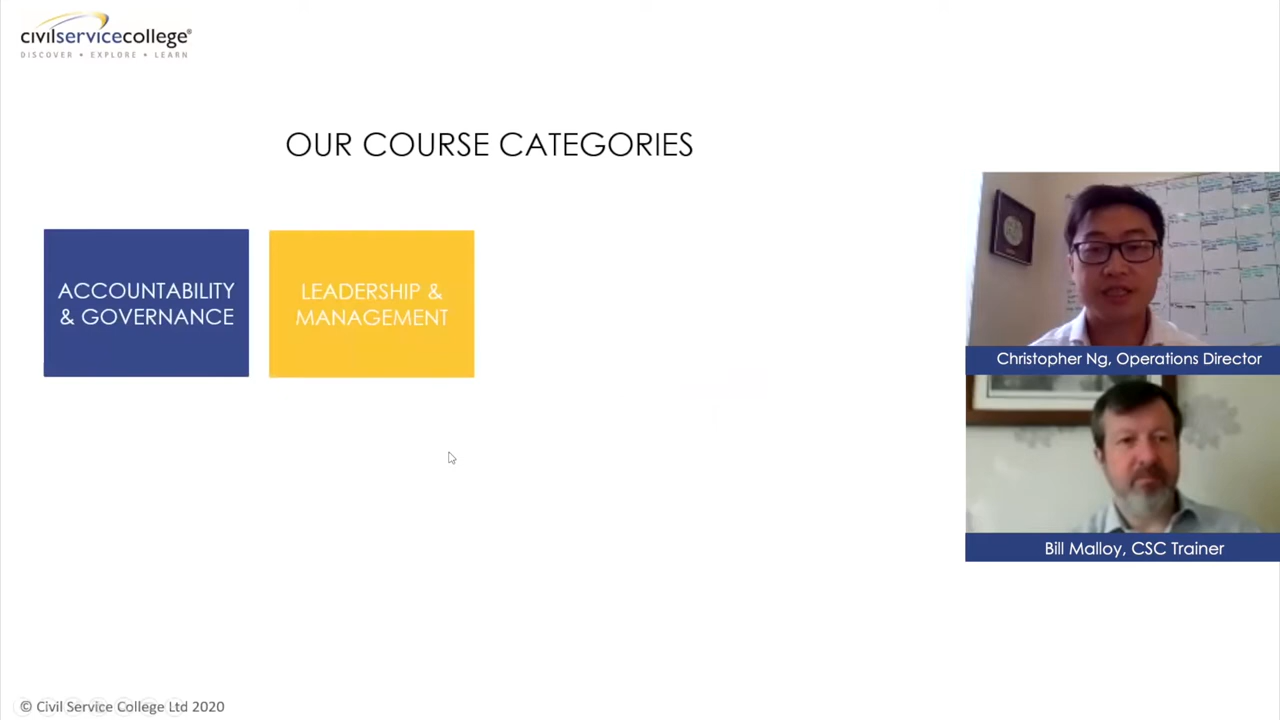 civilservicecollege®
DISCOVER • EXPLORE • LEARN
OUR COURSE CATEGORIES
ACCOUNTABILITY
& GOVERNANCE
LEADERSHIP &
MANAGEMENT
Christopher Ng, Operations Director
Bill Malloy, CSC Trainer
© Civil Service College Ltd 2020